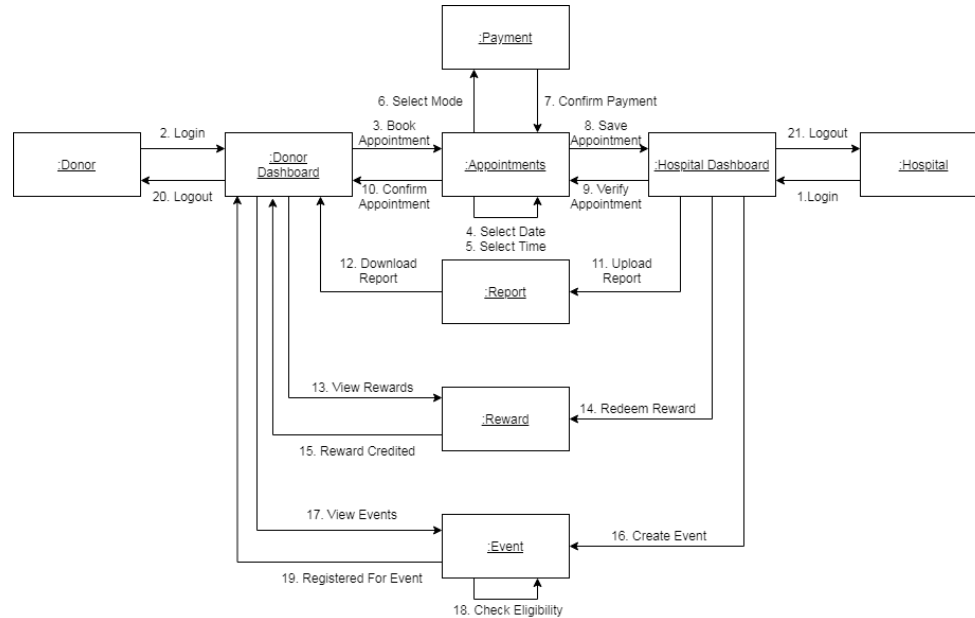 :Payment
6. Select Mode
7. Confirm Payment
2. Login
3. Book
Appointment
8. Save
Appointment
21. Logout
:Donor
:Donor
Dashboard
:Appointments
:Hospital Dashboard
:Hospital
20. Logout
10. Confirm
Appointment
9. Verify
Appointment
1.Login
4. Select Date
5. Select Time
12. Download
Report
11. Upload
Report
:Report
13. View Rewards
14. Redeem Reward
:Reward
15. Reward Credited
17. View Events
16. Create Event
:Event
19. Registered For Event
18. Check Eligibility